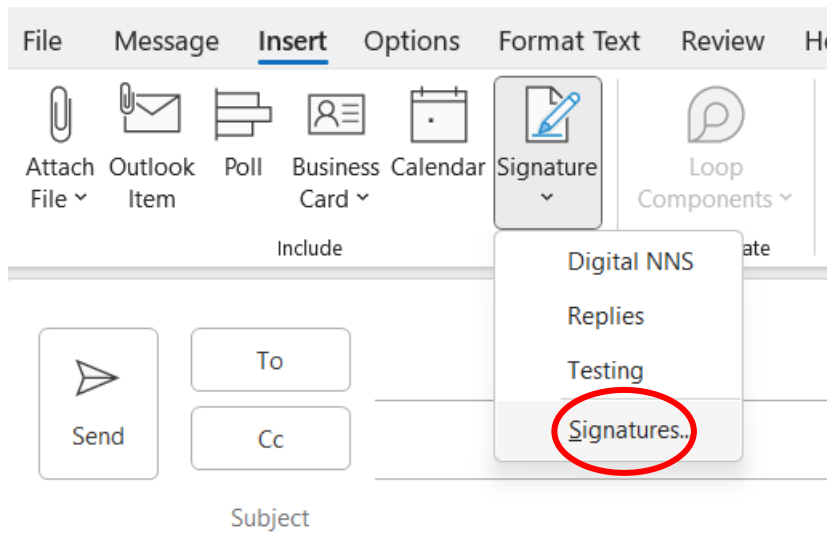 File Message Insert Options Format Text Review
Attach Outlook Poll Business Calendar Signature Loop
File Item Card Components
Include
Digital NNS
Replies
Testing
Signatures...
Send
To
Cc
Subject